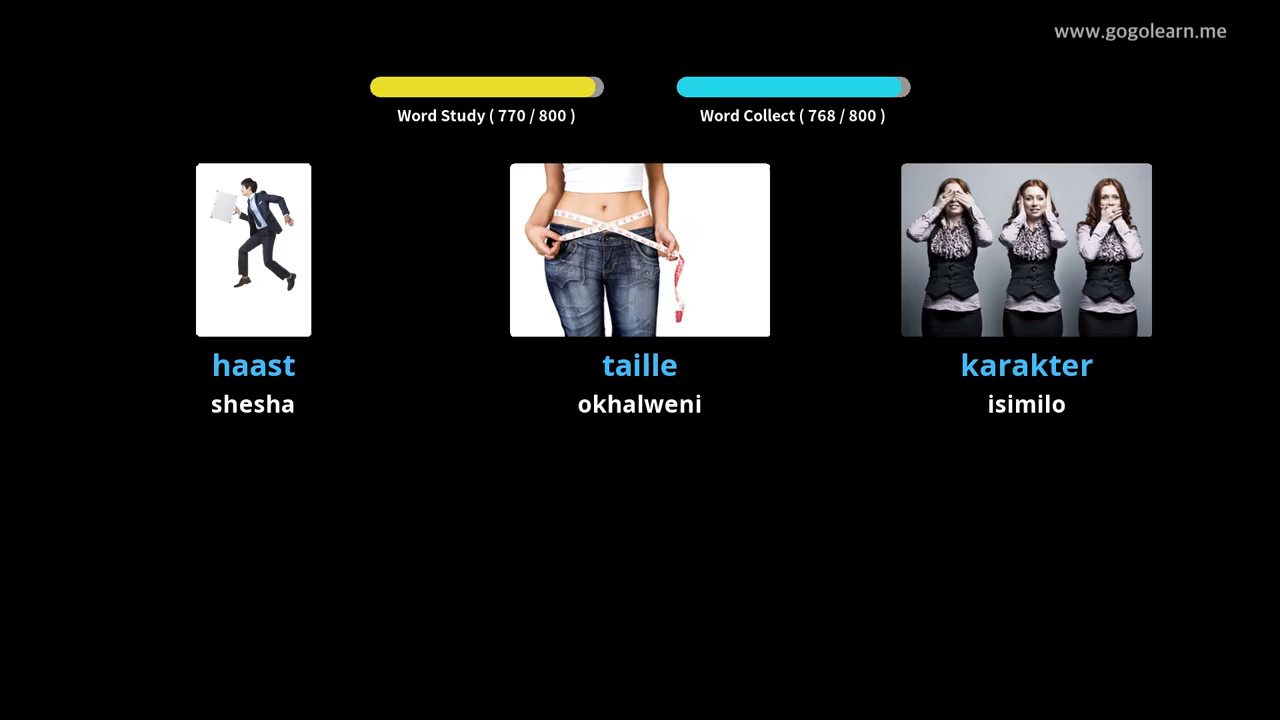 www.gogolearn.me
Word Study ( 770 / 800 )
Word Collect ( 768 / 800 )
haast
taille
karakter
shesha
okhalweni
isimilo